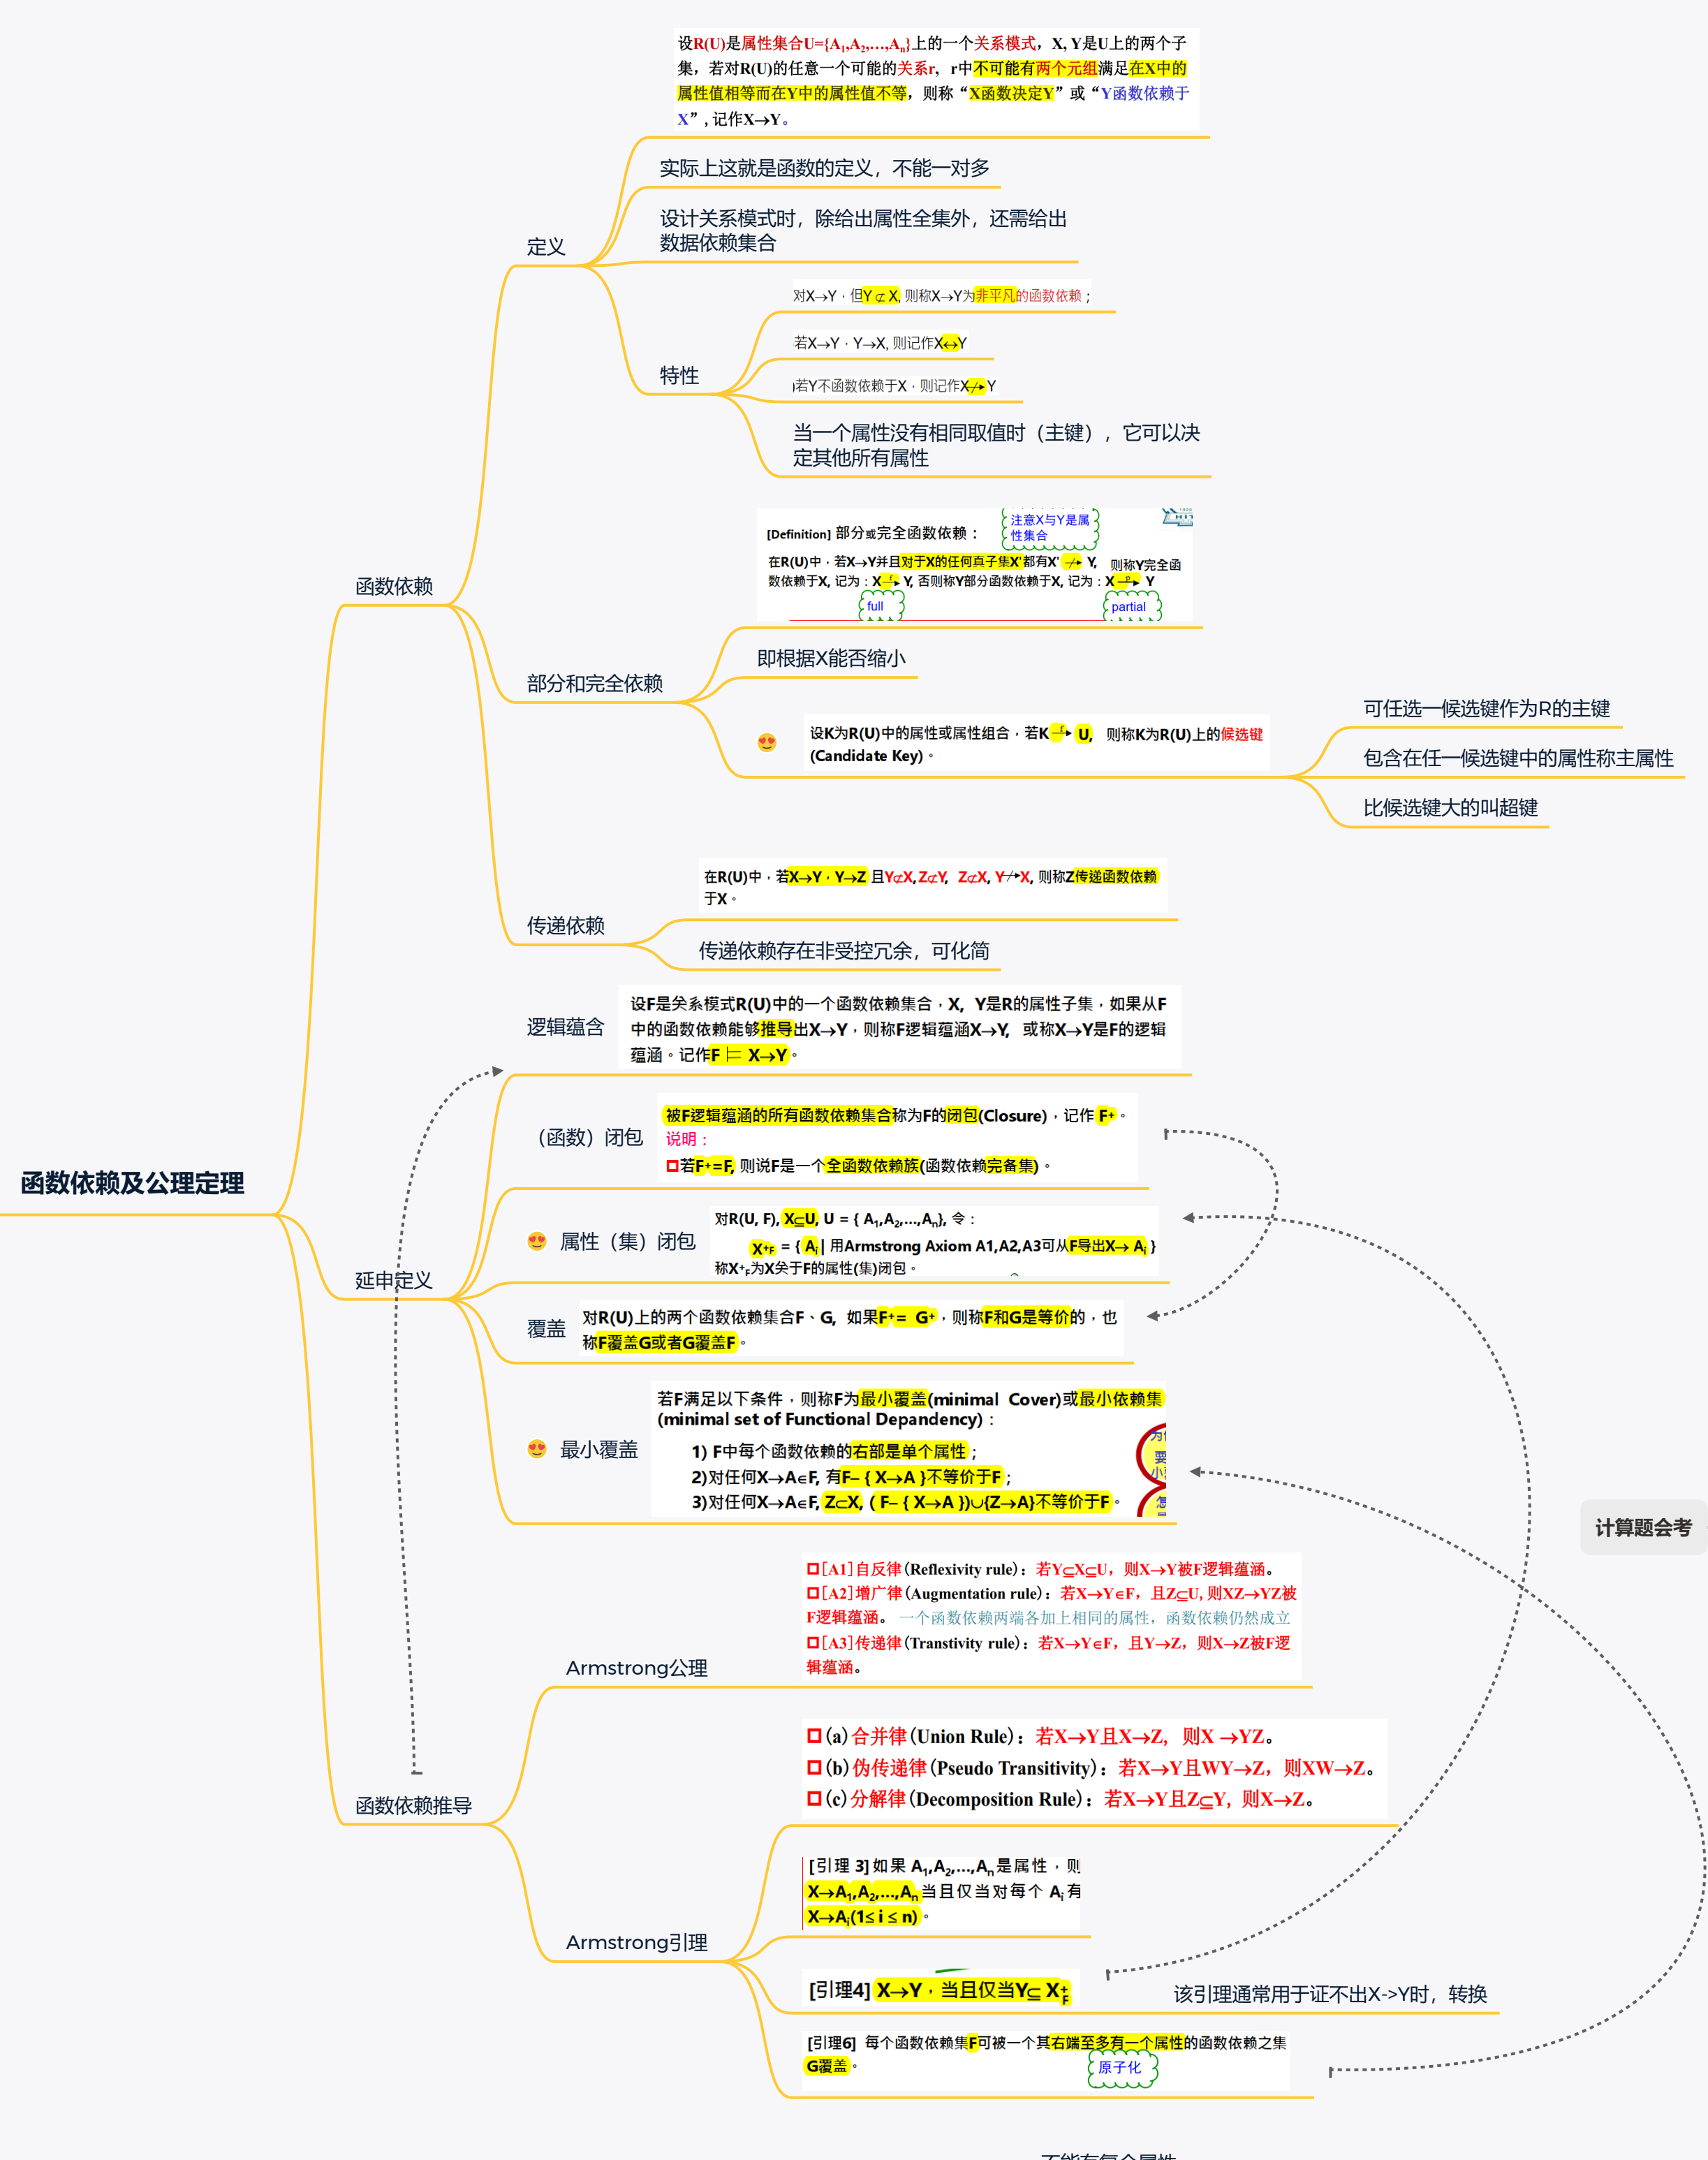 设R(U)是属性集合U={A1,A2,…,An}上的一个关系模式，X, Y是U上的两个子
集，若对R(U)的任意一个可能的关系r，r中不可能有两个元组满足在X中的
属性值相等而在Y中的属性值不等，则称“X函数决定Y”或“Y函数依赖于
X”, 记作X→Y。
实际上这就是函数的定义，不能一对多
设计关系模式时，除给出属性全集外，还需给出
数据依赖集合
定义
对X→Y，但Y⊄X, 则称X→Y为非平凡的函数依赖；
若X→Y，Y→X, 则记作X↔Y
特性
)若Y不函数依赖于X，则记作X↛Y
当一个属性没有相同取值时（主键），它可以决
定其他所有属性
函数依赖
[Definition] 部分或完全函数依赖：
注意X与Y是属
性集合
在R(U)中，若X→Y并且对于X的任何真子集X'都有X' ↛ Y, 则称Y完全函
数依赖于X, 记为：X f→ Y, 否则称Y部分函数依赖于X, 记为：X p→ Y
full
partial
即根据X能否缩小
部分和完全依赖
设K为R(U)中的属性或属性组合，若K f→ U, 则称K为R(U)上的候选键
(Candidate Key)。
可任选一候选键作为R的主键
包含在任一候选键中的属性称主属性
比候选键大的叫超键
在R(U)中，若X→Y，Y→Z 且Y⊄X, Z⊄Y, Z⊄X, Y↛X, 则称Z传递函数依赖
于X。
传递依赖
传递依赖存在非受控冗余，可化简
逻辑蕴含
设F是关系模式R(U)中的一个函数依赖集合，X, Y是R的属性子集，如果从F
中的函数依赖能够推导出X→Y，则称F逻辑蕴涵X→Y, 或称X→Y是F的逻辑
蕴涵。记作F ⊨ X→Y。
（函数）闭包
被F逻辑蕴涵的所有函数依赖集合称为F的闭包(Closure)，记作 F+。
说明：
若F+=F, 则说F是一个全函数依赖族(函数依赖完备集)。
函数依赖及公理定理
😍 属性（集）闭包
对R(U, F), X⊆U, U = { A1,A2,…,An}, 令：
X+F = { Ai | 用Armstrong Axiom A1,A2,A3可从F导出X→ Ai }
称X+F为X关于F的属性(集)闭包。
延申定义
覆盖
对R(U)上的两个函数依赖集合F、G, 如果F+= G+，则称F和G是等价的，也
称F覆盖G或者G覆盖F。
😍 最小覆盖
若F满足以下条件，则称F为最小覆盖(minimal Cover)或最小依赖集
(minimal set of Functional Depandency)：
1) F中每个函数依赖的右部是单个属性；
2)对任何X→A∈F, 有F– { X→A }不等价于F；
3)对任何X→A∈F, Z⊂X, ( F– { X→A })∪{Z→A}不等价于F。
要
小
怎
计算题会考
[A1]自反律(Reflexivity rule)：若Y⊆X⊆U，则X→Y被F逻辑蕴涵。
[A2]增广律(Augmentation rule)：若X→Y∈F，且Z⊆U, 则XZ→YZ被
F逻辑蕴涵。 一个函数依赖两端各加上相同的属性，函数依赖仍然成立
[A3]传递律(Transtivity rule)：若X→Y∈F，且Y→Z，则X→Z被F逻
辑蕴涵。
Armstrong公理
(a)合并律(Union Rule)：若X→Y且X→Z，则X →YZ。
(b)伪传递律(Pseudo Transitivity)：若X→Y且WY→Z，则XW→Z。
(c)分解律(Decomposition Rule)：若X→Y且Z⊆Y，则X→Z。
函数依赖推导
[引理 3] 如果 A1,A2,…,An是属性，则
X→A1,A2,…,An 当且仅当对每个 Ai 有
X→Ai(1≤ i ≤ n)。
Armstrong引理
[引理4] X→Y，当且仅当Y⊆ X+F
该引理通常用于证不出X->Y时，转换
[引理6] 每个函数依赖集F可被一个其右端至多有一个属性的函数依赖之集
G覆盖。
原子化